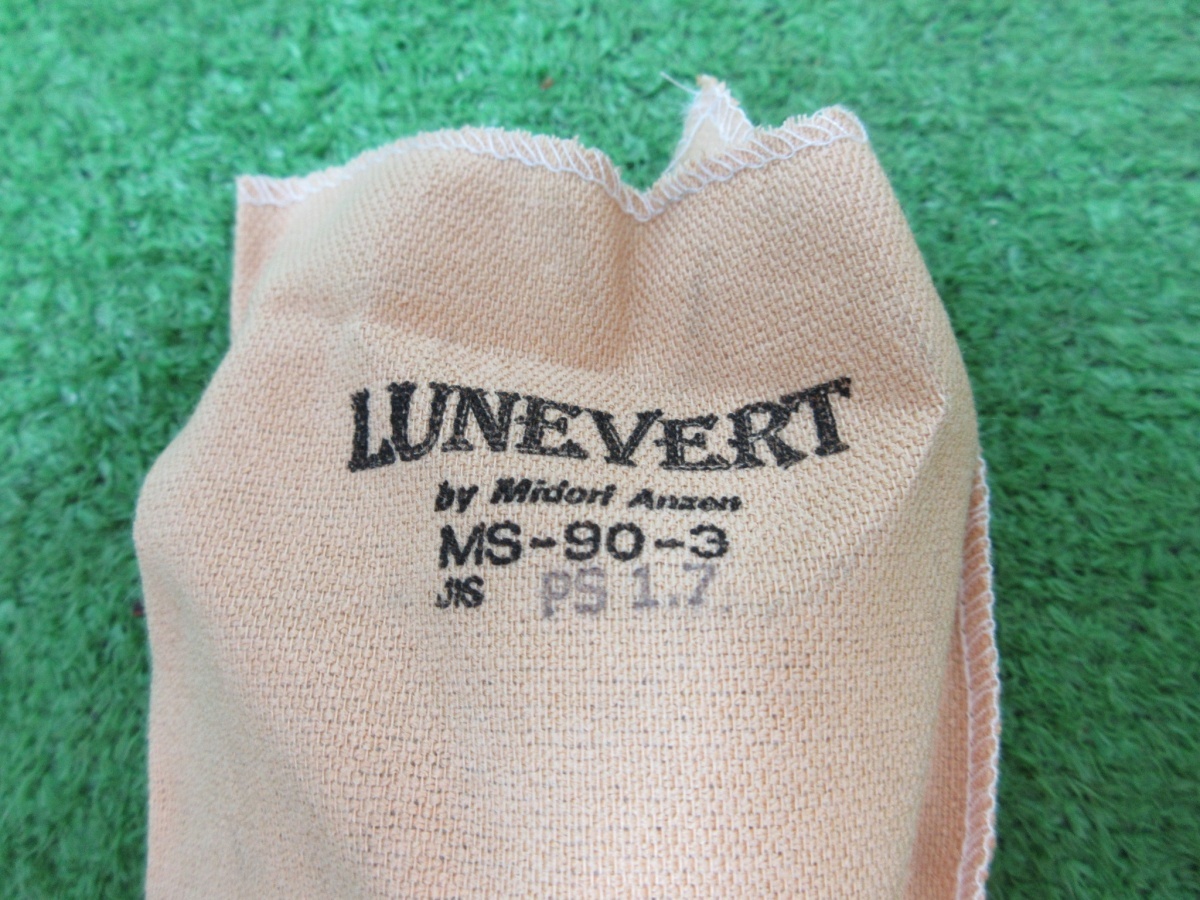 LUNEVERT
by Midori Anzen
MS-90-3
JIS PS 1.7